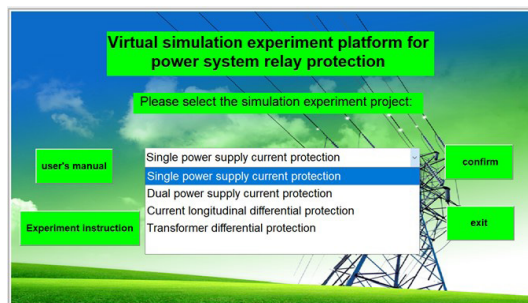 Virtual simulation experiment platform for
power system relay protection
Please select the simulation experiment project:
user's manual
Single power supply current protection
confirm
Single power supply current protection
Dual power supply current protection
Current longitudinal differential protection
Transformer differential protection
Experiment instruction
exit